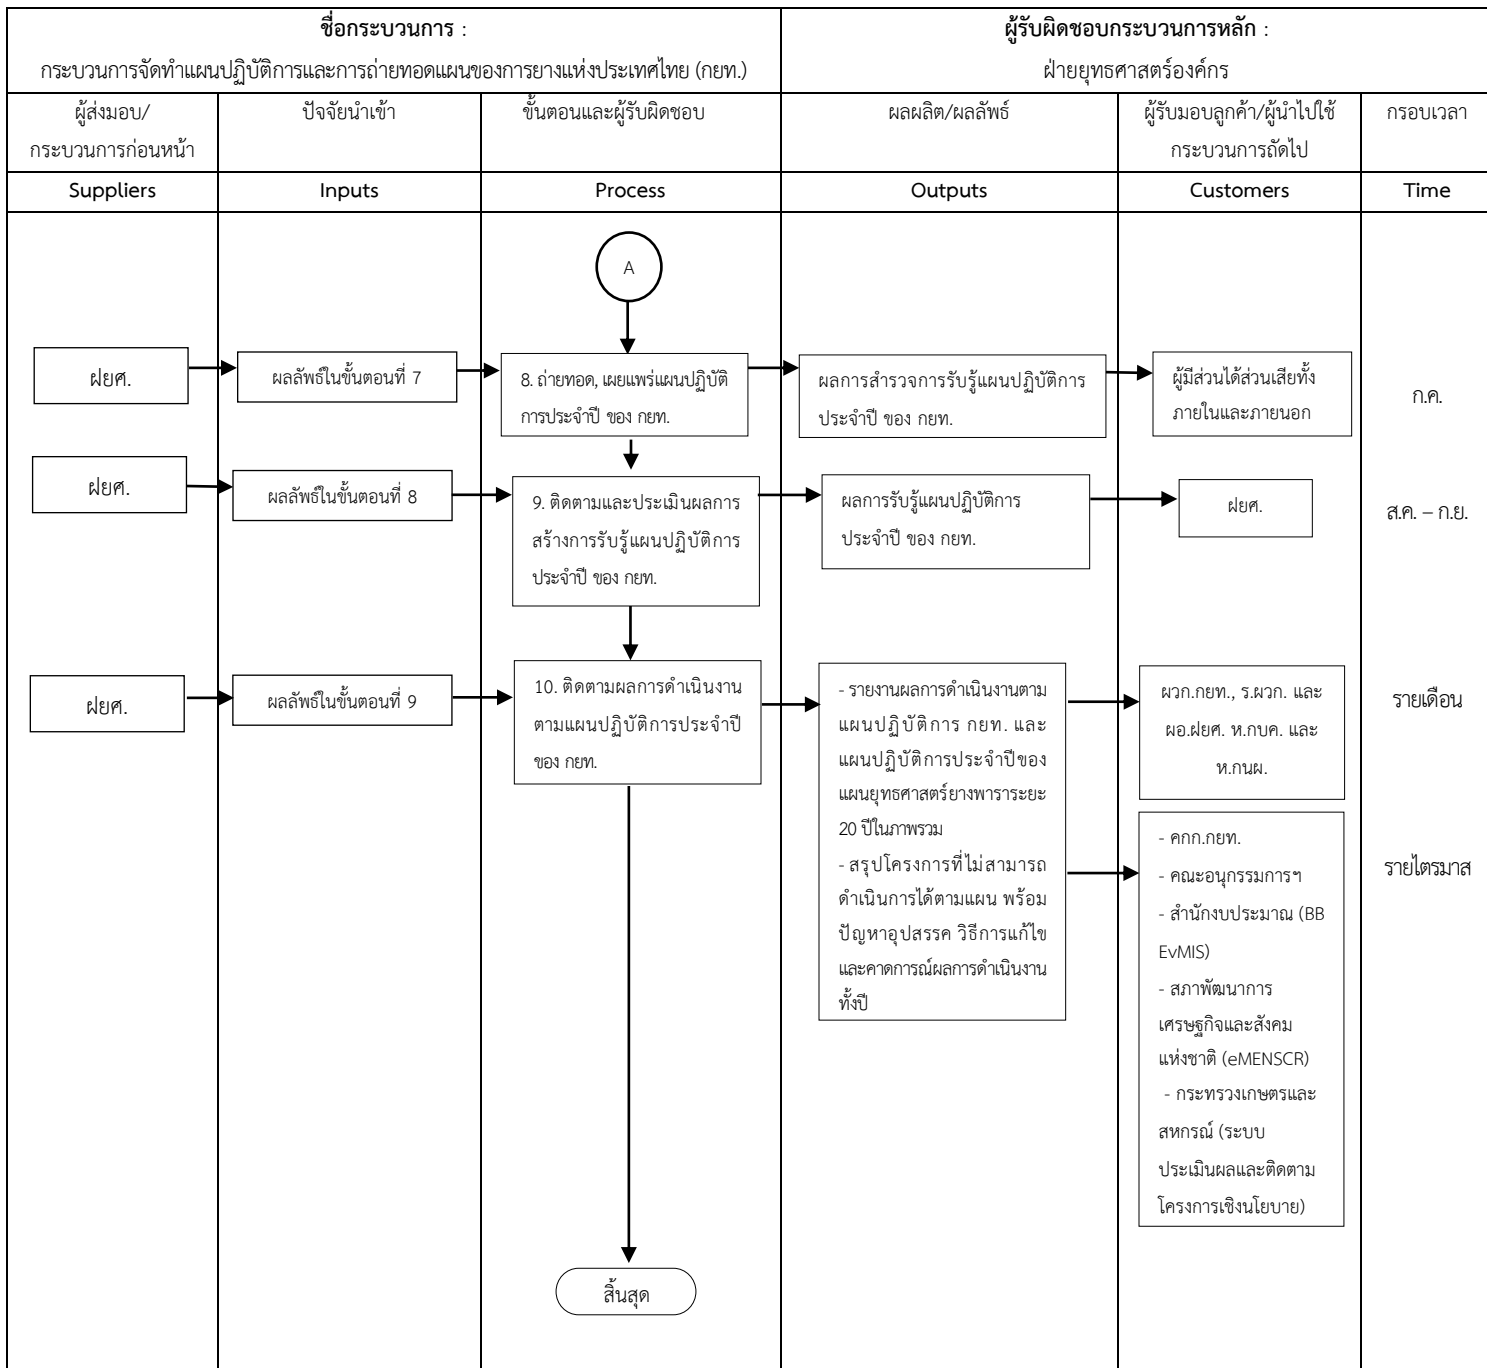 ชื่อกระบวนการ :
กระบวนการจัดทำแผนปฏิบัติการและการถ่ายทอดแผนของการยางแห่งประเทศไทย (กยท.)
ผู้รับผิดชอบกระบวนการหลัก :
ฝ่ายยุทธศาสตร์องค์กร
ผู้ส่งมอบ/
กระบวนการก่อนหน้า
ปัจจัยนำเข้า
ขั้นตอนและผู้รับผิดชอบ
ผลผลิต/ผลลัพธ์
ผู้รับมอบลูกค้า/ผู้นำไปใช้
กระบวนการถัดไป
กรอบเวลา
Suppliers
Inputs
Process
Outputs
Customers
Time
A
ฝยศ.
ผลลัพธ์ในขั้นตอนที่ 7
8. ถ่ายทอด, เผยแพร่แผนปฏิบัติ
การประจำปี ของ กยท.
ผลการสำรวจการรับรู้แผนปฏิบัติการ
ประจำปี ของ กยท.
ผู้มีส่วนได้ส่วนเสียทั้ง
ภายในและภายนอก
ก.ค.
ฝยศ.
ผลลัพธ์ในขั้นตอนที่ 8
9. ติดตามและประเมินผลการ
สร้างการรับรู้แผนปฏิบัติการ
ประจำปี ของ กยท.
ผลการรับรู้แผนปฏิบัติการ
ประจำปี ของ กยท.
ฝยศ.
ส.ค. – ก.ย.
ฝยศ.
ผลลัพธ์ในขั้นตอนที่ 9
10. ติดตามผลการดำเนินงาน
ตามแผนปฏิบัติการประจำปี
ของ กยท.
- รายงานผลการดำเนินงานตาม
แผนปฏิบัติการ กยท. และ
แผนปฏิบัติการประจำปีของ
แผนยุทธศาสตร์ยางพาราระยะ
20 ปีในภาพรวม
- สรุปโครงการที่ไม่สามารถ
ดำเนินการได้ตามแผน พร้อม
ปัญหาอุปสรรค วิธีการแก้ไข
และคาดการณ์ผลการดำเนินงาน
ทั้งปี
ผวก.กยท., ร.ผวก. และ
ผอ.ฝยศ. ห.กบค. และ
ห.กนผ.
รายเดือน
- คกก.กยท.
- คณะอนุกรรมการฯ
- สำนักงบประมาณ (BB
EvMIS)
- สภาพัฒนาการ
เศรษฐกิจและสังคม
แห่งชาติ (eMENSCR)
- กระทรวงเกษตรและ
สหกรณ์ (ระบบ
ประเมินผลและติดตาม
โครงการเชิงนโยบาย)
รายไตรมาส
สิ้นสุด